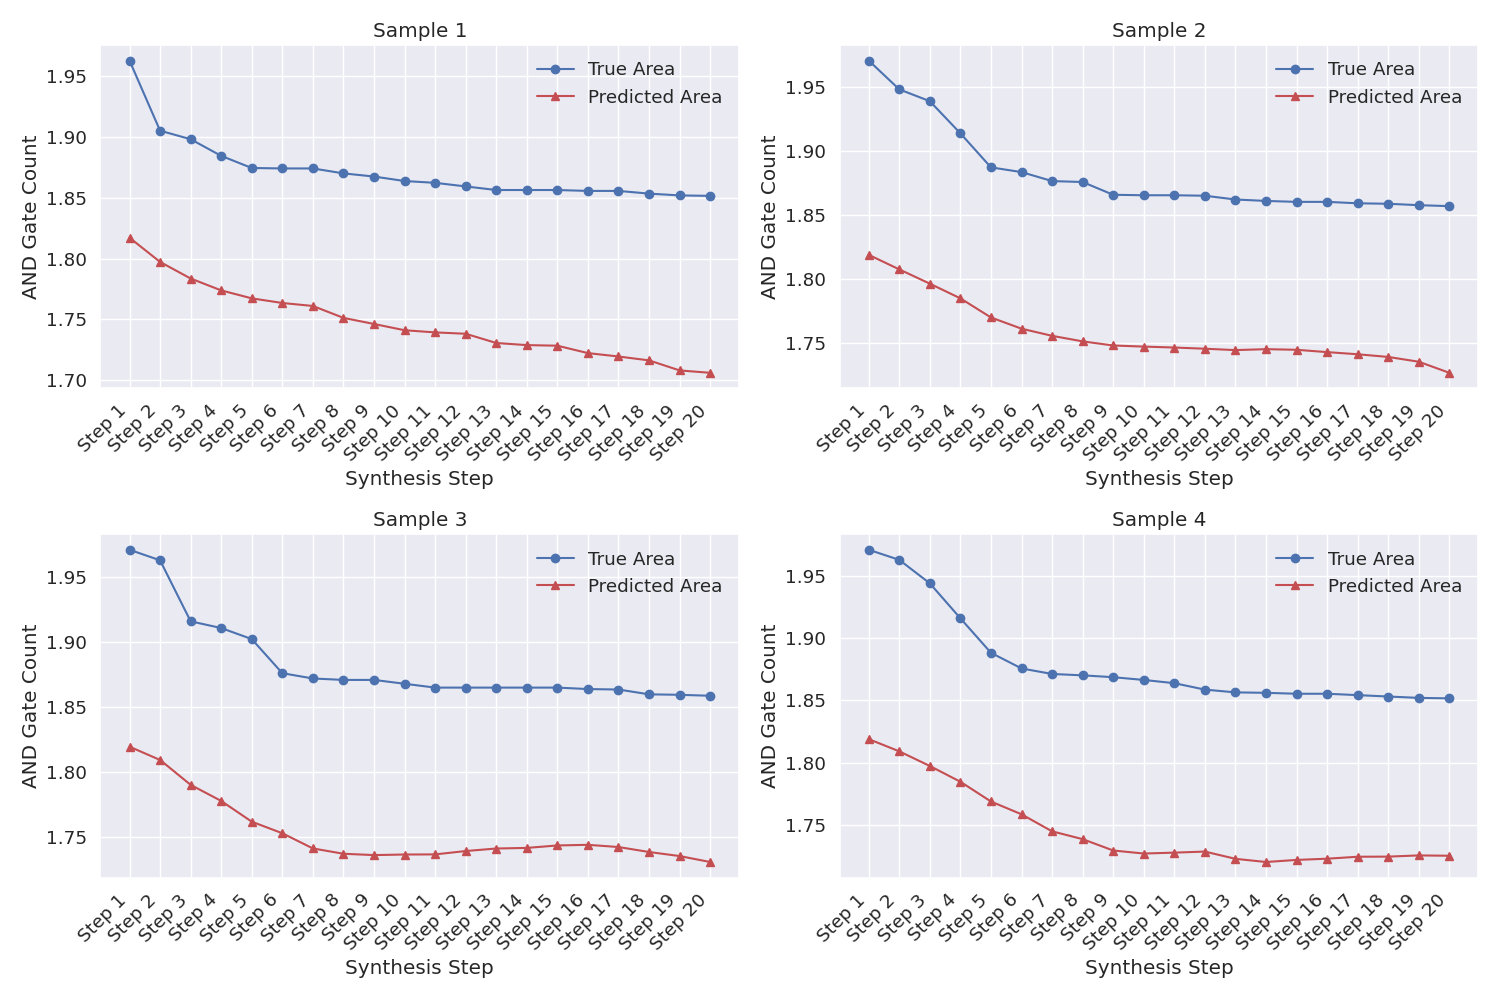 Sample 1
AND Gate Count
1.95
1.90
1.85
1.80
1.75
1.70
True Area
Predicted Area
Step 1
Step 2
Step 3
Step 4
Step 5
Step 6
Step 7
Step 8
Step 9
Step 10
Step 11
Step 12
Step 13
Step 14
Step 15
Step 16
Step 17
Step 18
Step 19
Step 20
Synthesis Step
Sample 2
AND Gate Count
1.95
1.90
1.85
1.80
1.75
True Area
Predicted Area
Step 1
Step 2
Step 3
Step 4
Step 5
Step 6
Step 7
Step 8
Step 9
Step 10
Step 11
Step 12
Step 13
Step 14
Step 15
Step 16
Step 17
Step 18
Step 19
Step 20
Synthesis Step
Sample 3
AND Gate Count
1.95
1.90
1.85
1.80
1.75
True Area
Predicted Area
Step 1
Step 2
Step 3
Step 4
Step 5
Step 6
Step 7
Step 8
Step 9
Step 10
Step 11
Step 12
Step 13
Step 14
Step 15
Step 16
Step 17
Step 18
Step 19
Step 20
Synthesis Step
Sample 4
AND Gate Count
1.95
1.90
1.85
1.80
1.75
True Area
Predicted Area
Step 1
Step 2
Step 3
Step 4
Step 5
Step 6
Step 7
Step 8
Step 9
Step 10
Step 11
Step 12
Step 13
Step 14
Step 15
Step 16
Step 17
Step 18
Step 19
Step 20
Synthesis Step